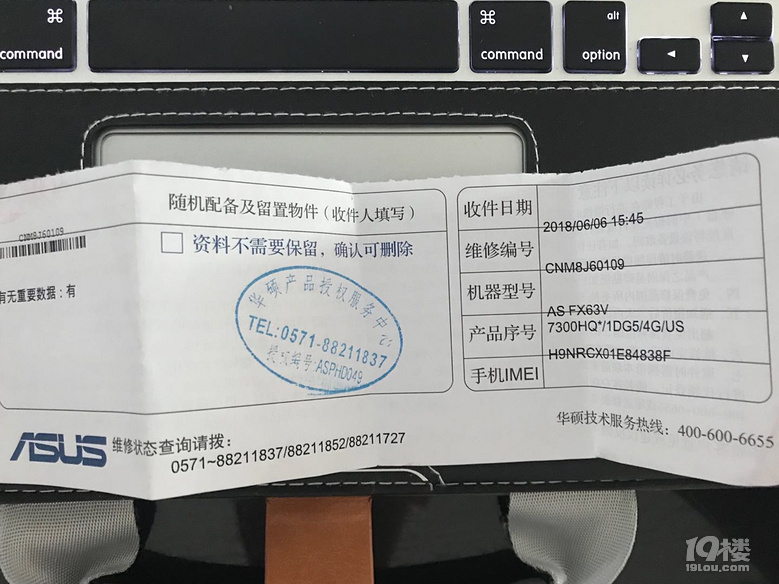 ⌘
command
⌘
command
alt
option
随机配备及留置物件(收件人填写)
CNM8J60109
资料不需要保留，确认可删除
有无重要数据:有
华硕产品授权服务中心
TEL:0571-88211837
授权编号:ASPHD049
收件日期
2018/06/06 15:45
维修编号
CNM8J60109
机器型号
AS FX63V
产品序号
7300HQ*/1DG5/4G/US
H9NRCX01E84838F
手机IMEI
ASUS
维修状态查询请拨:
0571~88211837/88211852/88211727
华硕技术服务热线:400-600-6655
19楼
19lou.com